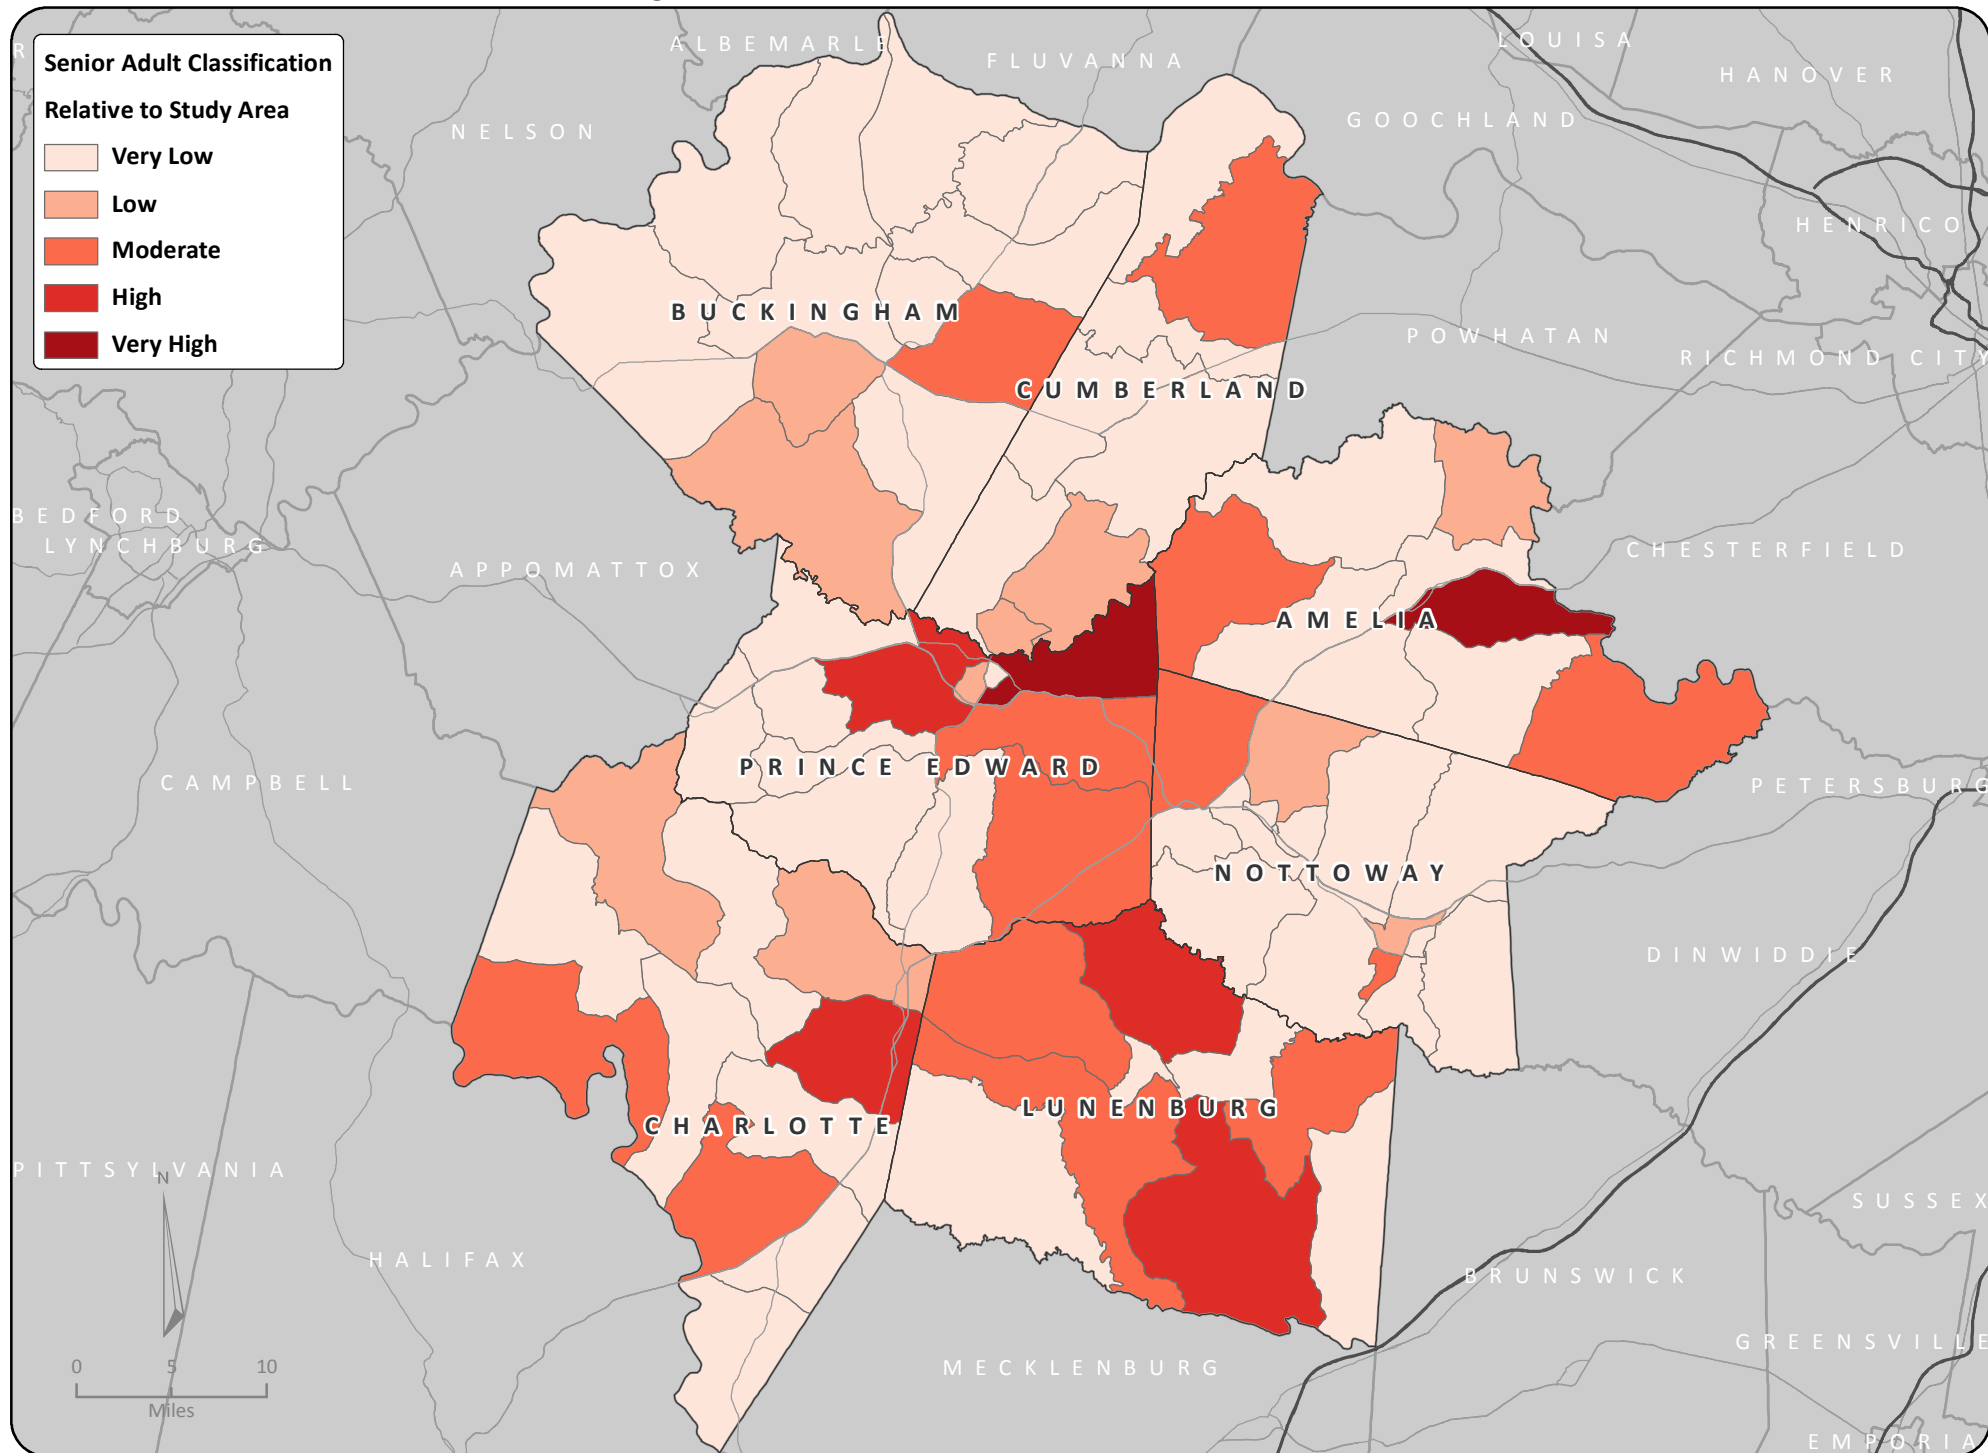 ALBEMARLE
FLUVANNA
LOUISA
HANOVER
R
Senior Adult Classification
Relative to Study Area
Very Low
Low
Moderate
High
Very High
NELSON
GOOCHLAND
HENRICO
BUCKINGHAM
POWHATAN
RICHMOND CITY
CUMBERLAND
BEDFORD
LYNCHBURG
APPOMATTOX
CHESTERFIELD
AMELIA
PRINCE EDWARD
CAMPBELL
PETERSBURG
NOTTOWAY
DINWIDDIE
LUNENBURG
CHARLOTTE
PITTSYLVANIA
N
SUSSEX
HALIFAX
BRUNSWICK
GREENSVILLE
MECKLENBURG
0 5 10
Miles
EMPORIA